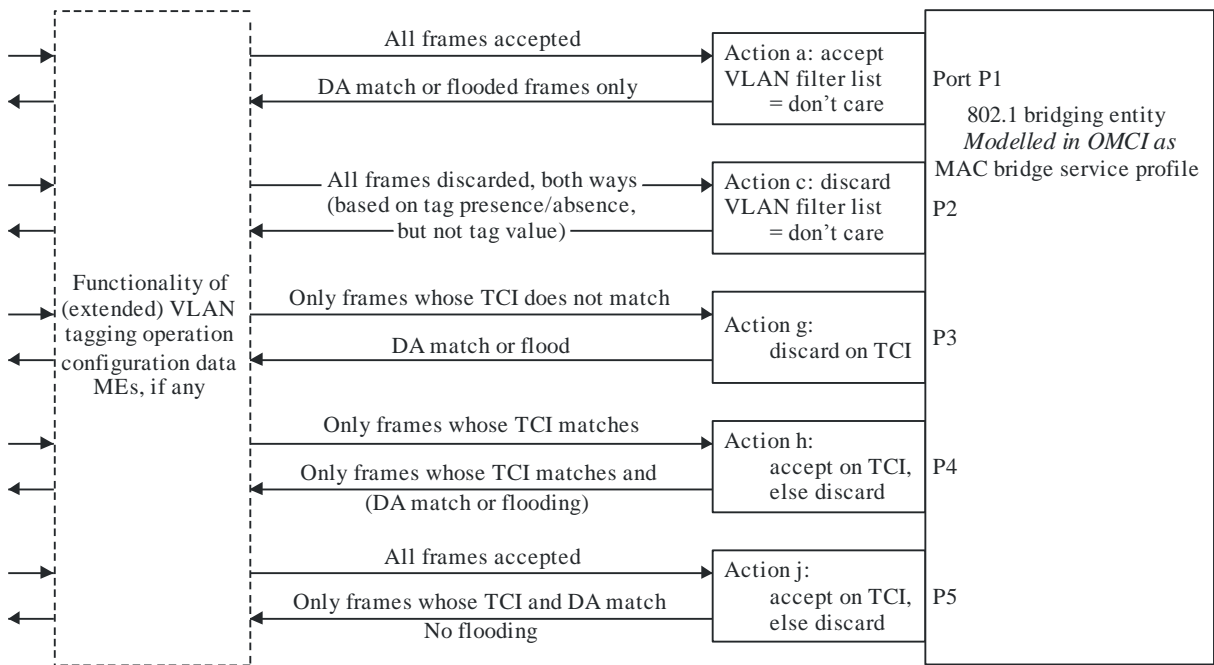 All frames accepted
DA match or flooded frames only
Action a: accept
VLAN filter list
= don’t care
Port P1
802.1 bridging entity
Modelled in OMCI as
MAC bridge service profile
All frames discarded, both ways
(based on tag presence/absence,
but not tag value)
Action c: discard
VLAN filter list
= don’t care
P2
Functionality of
(extended) VLAN
tagging operation
configuration data
MEs, if any
Only frames whose TCI does not match
DA match or flood
Action g:
discard on TCI
P3
Only frames whose TCI matches
Only frames whose TCI matches and
(DA match or flooding)
Action h:
accept on TCI,
else discard
P4
All frames accepted
Only frames whose TCI and DA match
No flooding
Action j:
accept on TCI,
else discard
P5